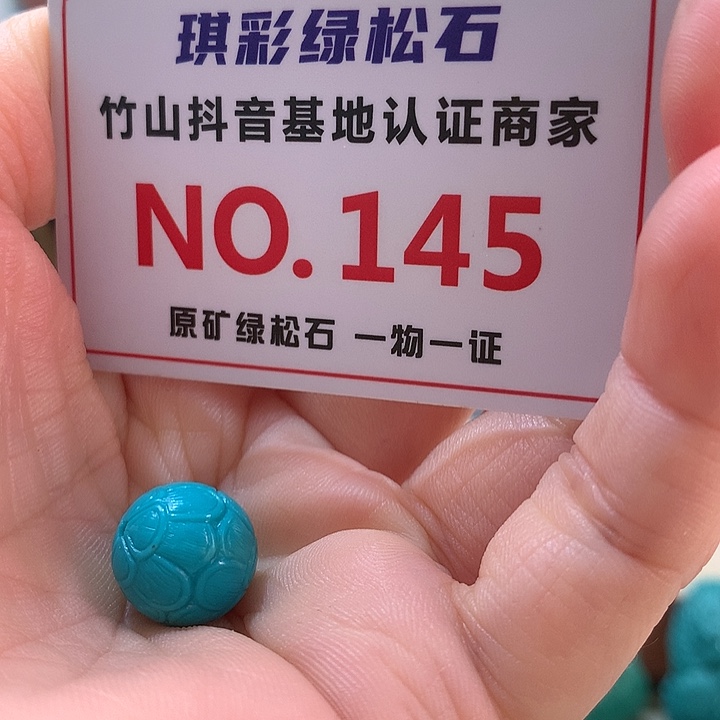 琪彩绿松石
竹山抖音基地认证商家
NO.145
原矿绿松石 一物一证